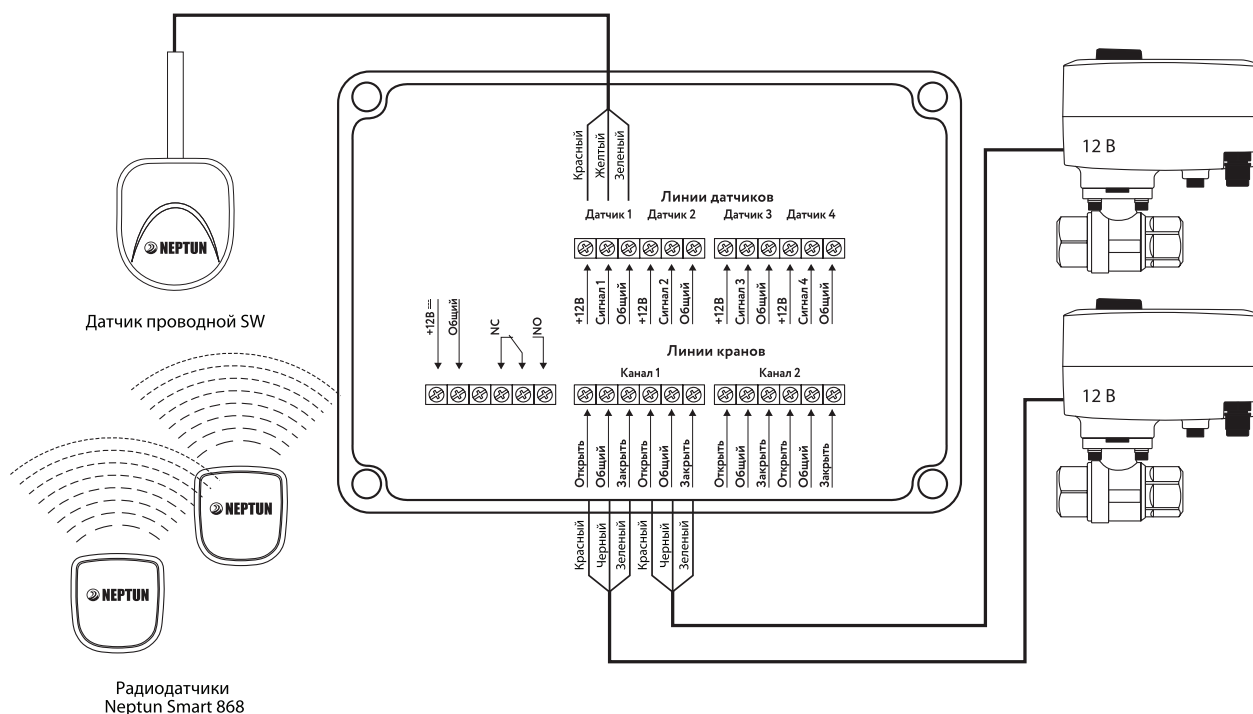 Красный
Желтый
Зеленый
Линии датчиков
Датчик 1 Датчик 2 Датчик 3 Датчик 4
+12В
Сигнал 1
Общий
+12В
Сигнал 2
Общий
+12В
Сигнал 3
Общий
+12В
Сигнал 4
Общий
NEPTUN
Датчик проводной SW
12 В
+12В
Общий
NC
NO
Линии кранов
Канал 1 Канал 2
Открыть
Общий
Закрыть
Открыть
Общий
Закрыть
Открыть
Общий
Закрыть
Открыть
Общий
Закрыть
12 В
Красный
Черный
Зеленый
Красный
Черный
Зеленый
NEPTUN
NEPTUN
Радиодатчики
Neptun Smart 868